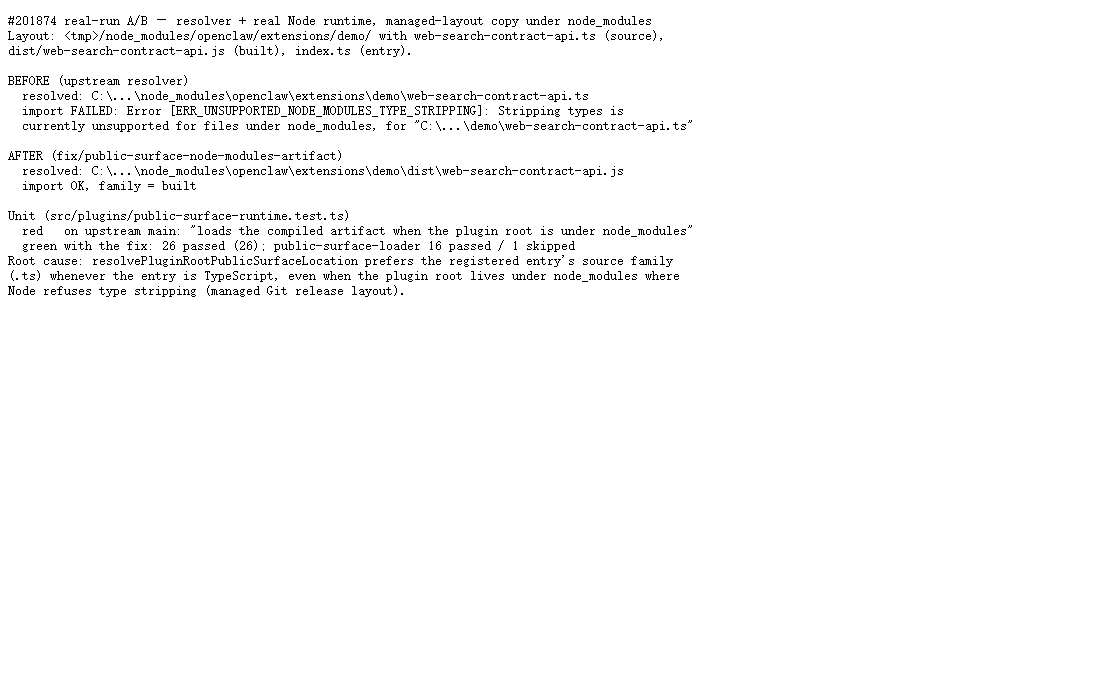 #201874 real-run A/B — resolver + real Node runtime, managed-layout copy under node_modules
Layout: <tmp>/node_modules/openclaw/extensions/demo/ with web-search-contract-api.ts (source),
dist/web-search-contract-api.js (built), index.ts (entry).
BEFORE (upstream resolver)
resolved: C:\...\node_modules\openclaw\extensions\demo\web-search-contract-api.ts
import FAILED: Error [ERR_UNSUPPORTED_NODE_MODULES_TYPE_STRIPPING]: Stripping types is
currently unsupported for files under node_modules, for "C:\...\demo\web-search-contract-api.ts"
AFTER (fix/public-surface-node-modules-artifact)
resolved: C:\...\node_modules\openclaw\extensions\demo\dist\web-search-contract-api.js
import OK, family = built
Unit (src/plugins/public-surface-runtime.test.ts)
red   on upstream main: "loads the compiled artifact when the plugin root is under node_modules"
green with the fix: 26 passed (26); public-surface-loader 16 passed / 1 skipped
Root cause: resolvePluginRootPublicSurfaceLocation prefers the registered entry's source family
(.ts) whenever the entry is TypeScript, even when the plugin root lives under node_modules where
Node refuses type stripping (managed Git release layout).